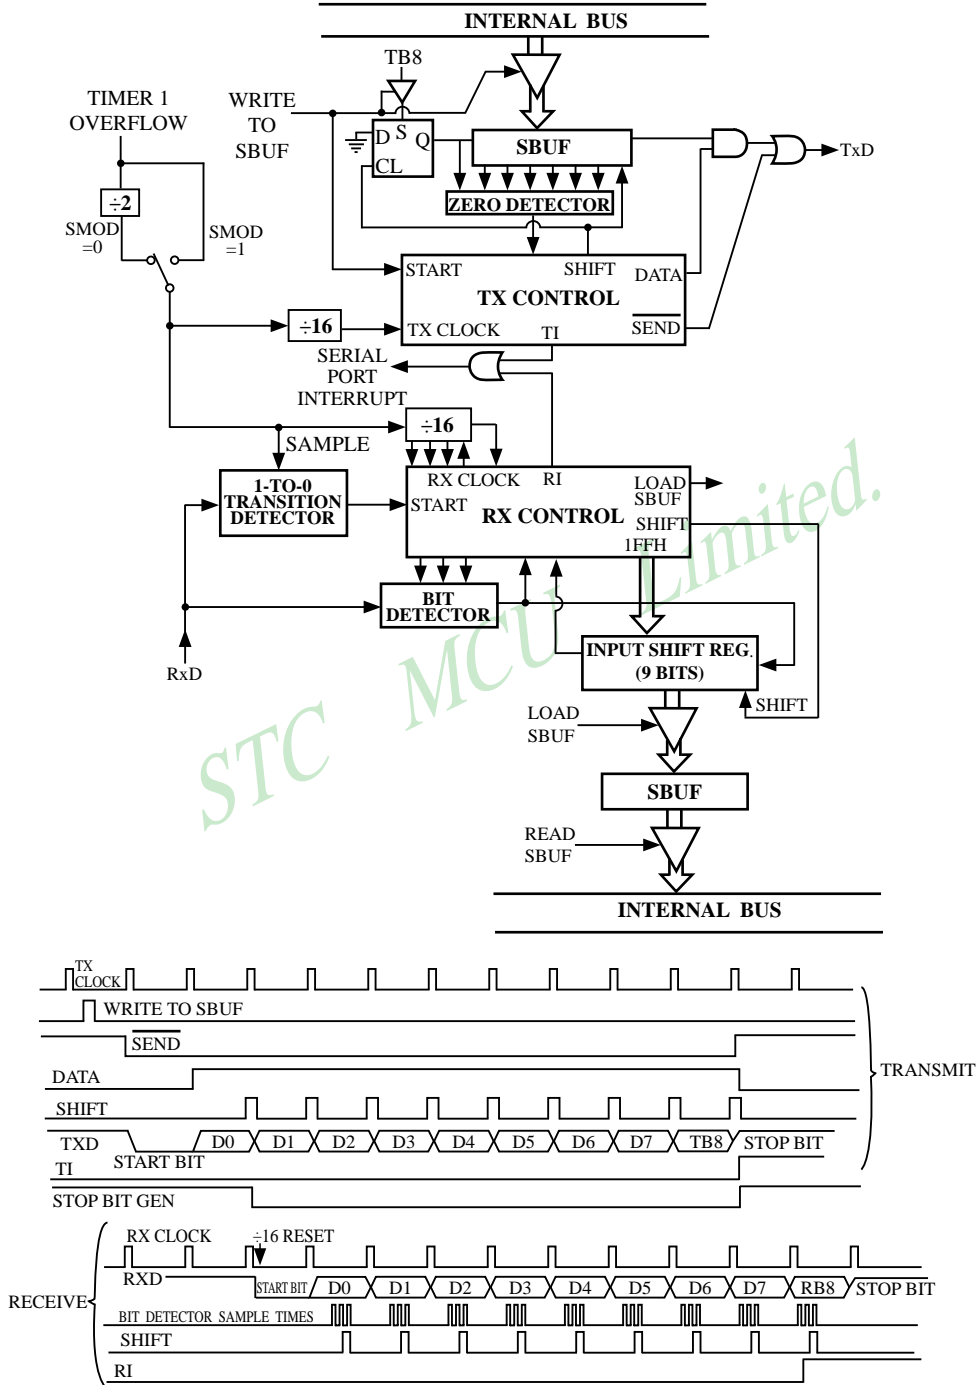 INTERNAL BUS
TB8
TIMER 1
OVERFLOW
WRITE
TO
SBUF
D
S
Q
CL
SBUF
TxD
÷2
ZERO DETECTOR
SMOD
=0
SMOD
=1
START
SHIFT
DATA
TX CONTROL
÷16
TX CLOCK
TI
SEND
SERIAL
PORT
INTERRUPT
÷16
SAMPLE
1-TO-0
TRANSITION
DETECTOR
RX CLOCK
RI
LOAD
SBUF
START
RX CONTROL
SHIFT
1FFH
BIT
DETECTOR
RxD
INPUT SHIFT REG.
(9 BITS)
SHIFT
LOAD
SBUF
SBUF
READ
SBUF
INTERNAL BUS
STC MCU Limited.
TX
CLOCK
WRITE TO SBUF
SEND
TRANSMIT
DATA
SHIFT
TXD
START BIT
D0 D1 D2 D3 D4 D5 D6 D7 TB8 STOP BIT
TI
STOP BIT GEN
RX CLOCK
÷16 RESET
RXD
START BIT D0 D1 D2 D3 D4 D5 D6 D7 RB8 STOP BIT
RECEIVE
BIT DETECTOR SAMPLE TIMES
SHIFT
RI